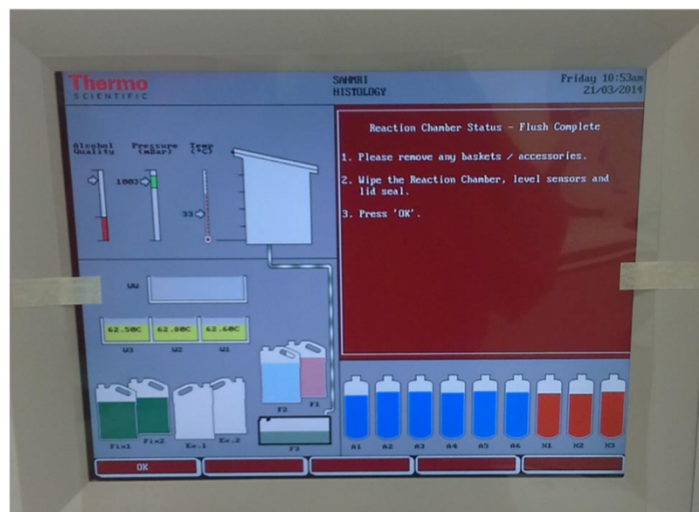 Thermo
SCIENTIFIC
SAHMRI
HISTOLOGY
Friday 10:53am
21/03/2014
Alcohol
Quality
Pressure
(mBar)
Temp
(°C)
1003
33
Reaction Chamber Status - Flush Complete
1. Please remove any baskets / accessories.
2. Wipe the Reaction Chamber, level sensors and
lid seal.
3. Press 'OK'.
WW
62.50C 62.80C 62.60C
W3 W2 W1
F2 F1
Fix1 Fix2 Ex.1 Ex.2
F3
A1 A2 A3 A4 A5 A6 X1 X2 X3
OK